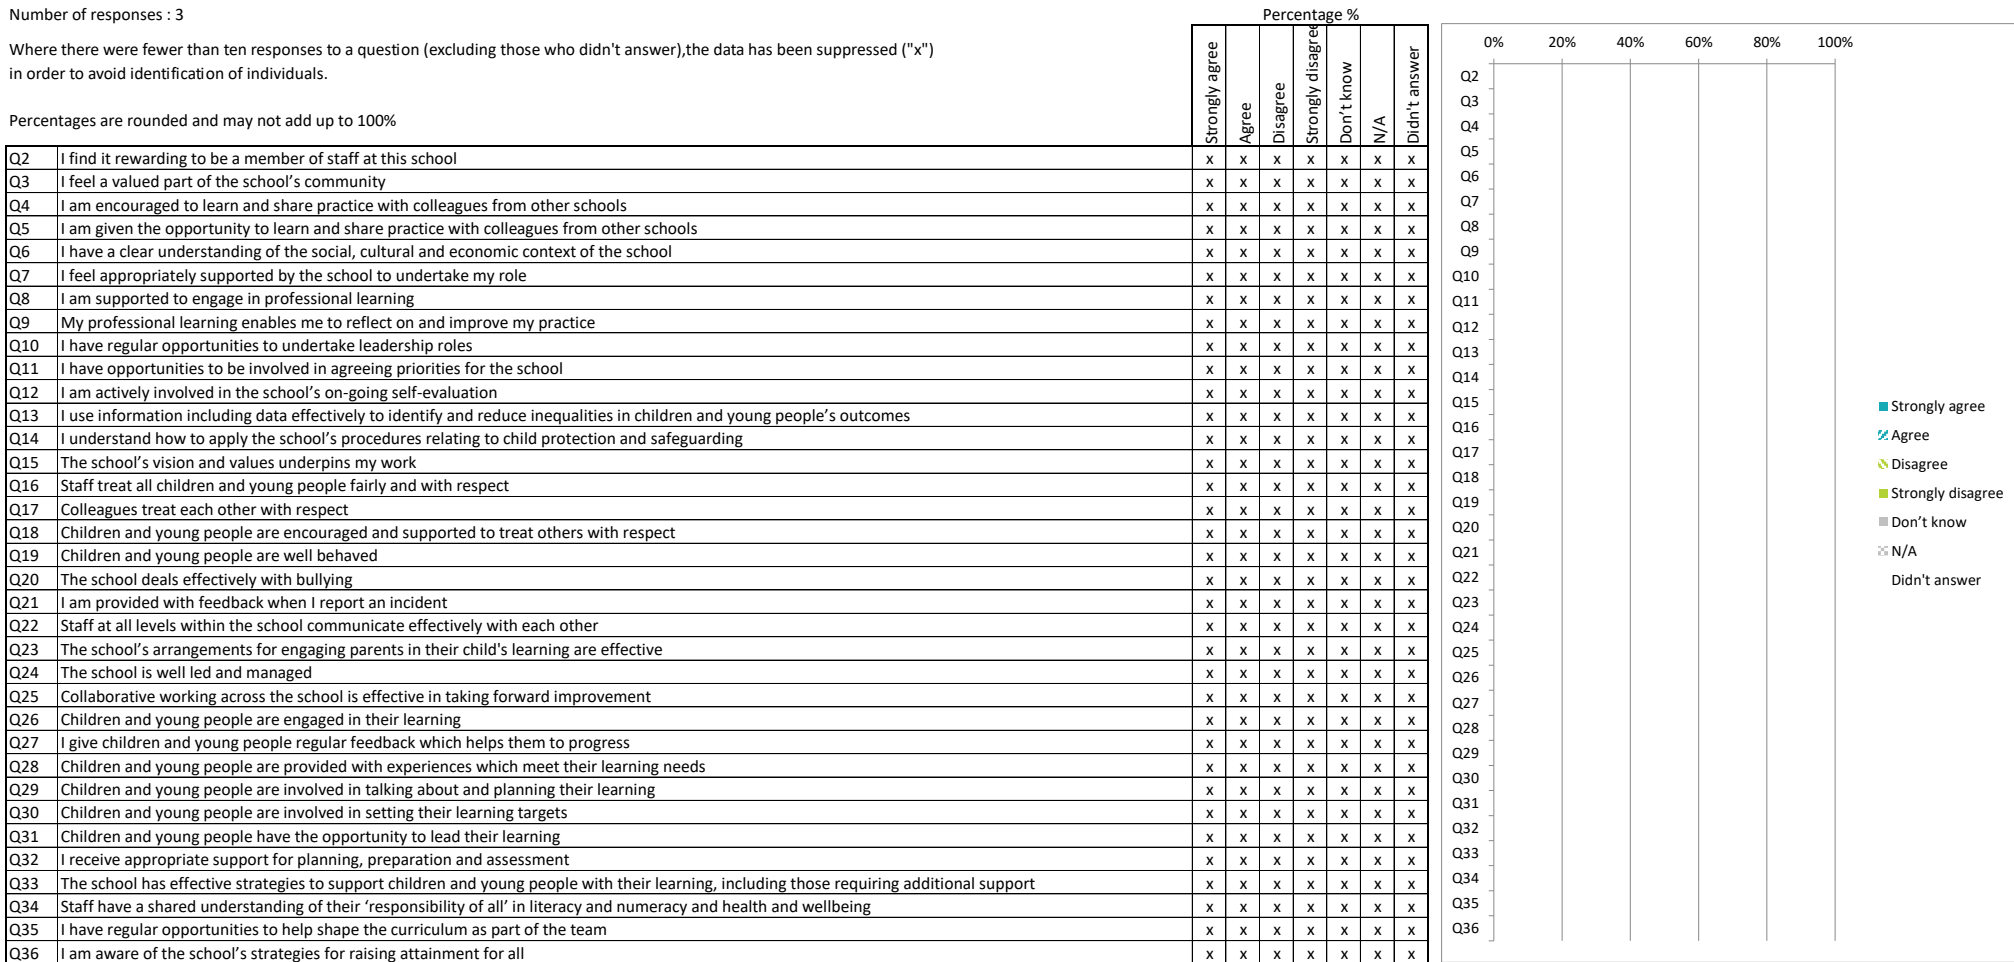 Number of responses : 3
Percentage %
Where there were fewer than ten responses to a question (excluding those who didn't answer),the data has been suppressed ("x")
in order to avoid identification of individuals.
Percentages are rounded and may not add up to 100%
Strongly agree
Agree
Disagree
Strongly disagree
Don't know
N/A
Didn't answer
Q2 I find it rewarding to be a member of staff at this school x x x x x x x
Q3 I feel a valued part of the school’s community x x x x x x x
Q4 I am encouraged to learn and share practice with colleagues from other schools x x x x x x x
Q5 I am given the opportunity to learn and share practice with colleagues from other schools x x x x x x x
Q6 I have a clear understanding of the social, cultural and economic context of the school x x x x x x x
Q7 I feel appropriately supported by the school to undertake my role x x x x x x x
Q8 I am supported to engage in professional learning x x x x x x x
Q9 My professional learning enables me to reflect on and improve my practice x x x x x x x
Q10 I have regular opportunities to undertake leadership roles x x x x x x x
Q11 I have opportunities to be involved in agreeing priorities for the school x x x x x x x
Q12 I am actively involved in the school’s on-going self-evaluation x x x x x x x
Q13 I use information including data effectively to identify and reduce inequalities in children and young people’s outcomes x x x x x x x
Q14 I understand how to apply the school’s procedures relating to child protection and safeguarding x x x x x x x
Q15 The school’s vision and values underpins my work x x x x x x x
Q16 Staff treat all children and young people fairly and with respect x x x x x x x
Q17 Colleagues treat each other with respect x x x x x x x
Q18 Children and young people are encouraged and supported to treat others with respect x x x x x x x
Q19 Children and young people are well behaved x x x x x x x
Q20 The school deals effectively with bullying x x x x x x x
Q21 I am provided with feedback when I report an incident x x x x x x x
Q22 Staff at all levels within the school communicate effectively with each other x x x x x x x
Q23 The school’s arrangements for engaging parents in their child's learning are effective x x x x x x x
Q24 The school is well led and managed x x x x x x x
Q25 Collaborative working across the school is effective in taking forward improvement x x x x x x x
Q26 Children and young people are engaged in their learning x x x x x x x
Q27 I give children and young people regular feedback which helps them to progress x x x x x x x
Q28 Children and young people are provided with experiences which meet their learning needs x x x x x x x
Q29 Children and young people are involved in talking about and planning their learning x x x x x x x
Q30 Children and young people are involved in setting their learning targets x x x x x x x
Q31 Children and young people have the opportunity to lead their learning x x x x x x x
Q32 I receive appropriate support for planning, preparation and assessment x x x x x x x
Q33 The school has effective strategies to support children and young people with their learning, including those requiring additional support x x x x x x x
Q34 Staff have a shared understanding of their ‘responsibility of all’ in literacy and numeracy and health and wellbeing x x x x x x x
Q35 I have regular opportunities to help shape the curriculum as part of the team x x x x x x x
Q36 I am aware of the school’s strategies for raising attainment for all x x x x x x x
0% 20% 40% 60% 80% 100%
Q2
Q3
Q4
Q5
Q6
Q7
Q8
Q9
Q10
Q11
Q12
Q13
Q14
Q15
Q16
Q17
Q18
Q19
Q20
Q21
Q22
Q23
Q24
Q25
Q26
Q27
Q28
Q29
Q30
Q31
Q32
Q33
Q34
Q35
Q36
Strongly agree
Agree
Disagree
Strongly disagree
Don’t know
N/A
Didn't answer